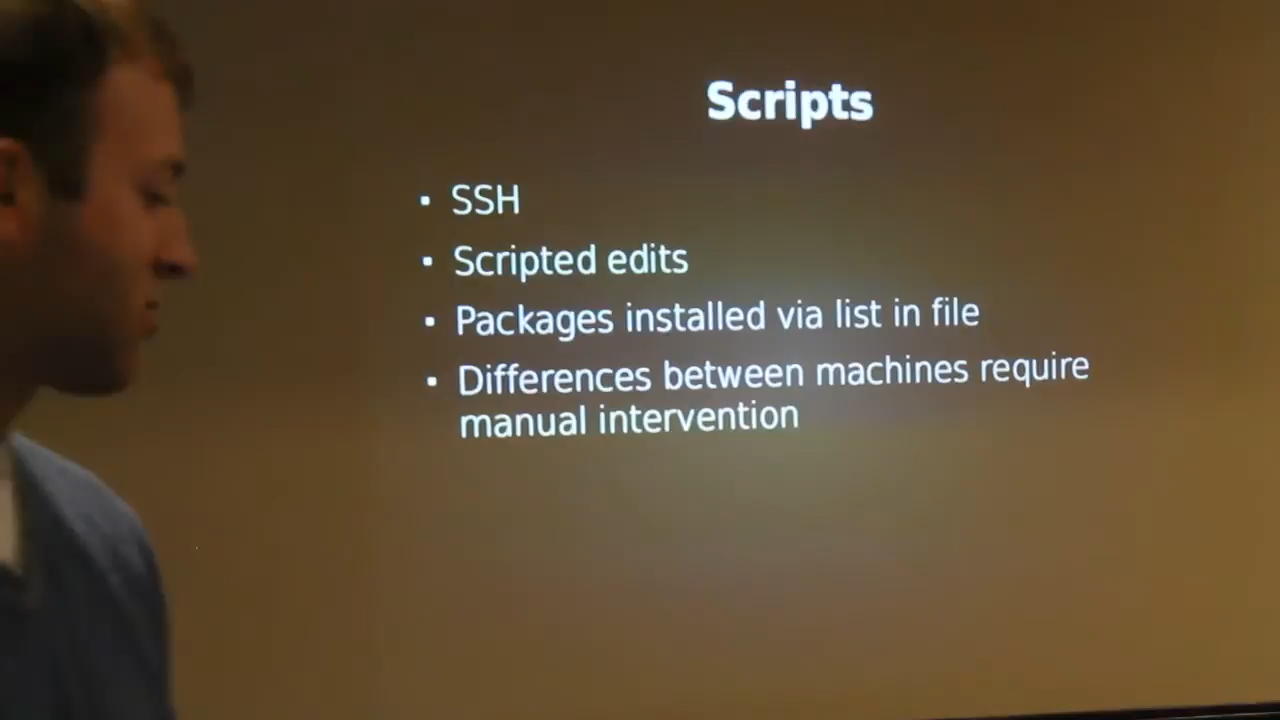 Scripts
▪ SSH
▪ Scripted edits
▪ Packages installed via list in file
▪ Differences between machines require
manual intervention